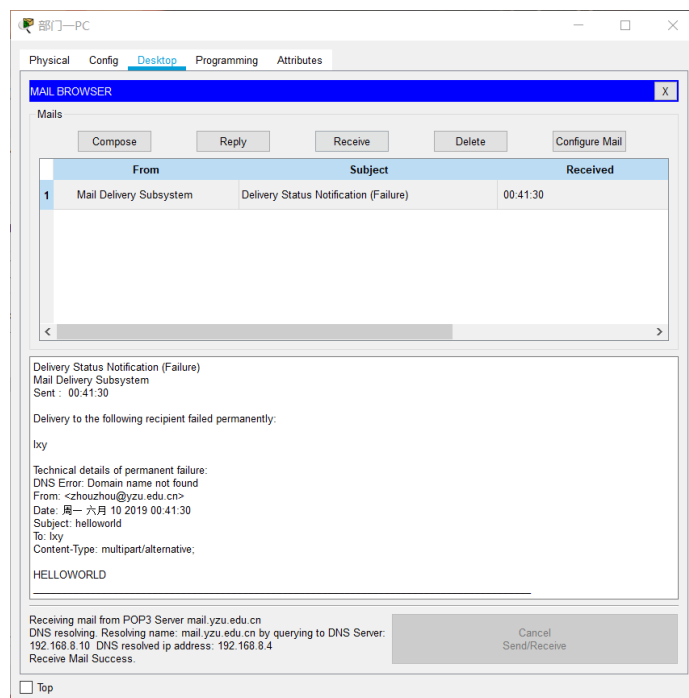 部门一PC
Physical Config Desktop Programming Attributes
MAIL BROWSER X
Mails
Compose Reply Receive Delete Configure Mail
From Subject Received
1 Mail Delivery Subsystem Delivery Status Notification (Failure) 00:41:30
Delivery Status Notification (Failure)
Mail Delivery Subsystem
Sent : 00:41:30
Delivery to the following recipient failed permanently:
lxy
Technical details of permanent failure:
DNS Error: Domain name not found
From: <zhouzhou@yzu.edu.cn>
Date: 周一 六月 10 2019 00:41:30
Subject: helloworld
To: lxy
Content-Type: multipart/alternative;
HELLOWORLD
Receiving mail from POP3 Server mail.yzu.edu.cn
DNS resolving. Resolving name: mail.yzu.edu.cn by querying to DNS Server:
192.168.8.10 DNS resolved ip address: 192.168.8.4
Receive Mail Success.
Cancel
Send/Receive
Top